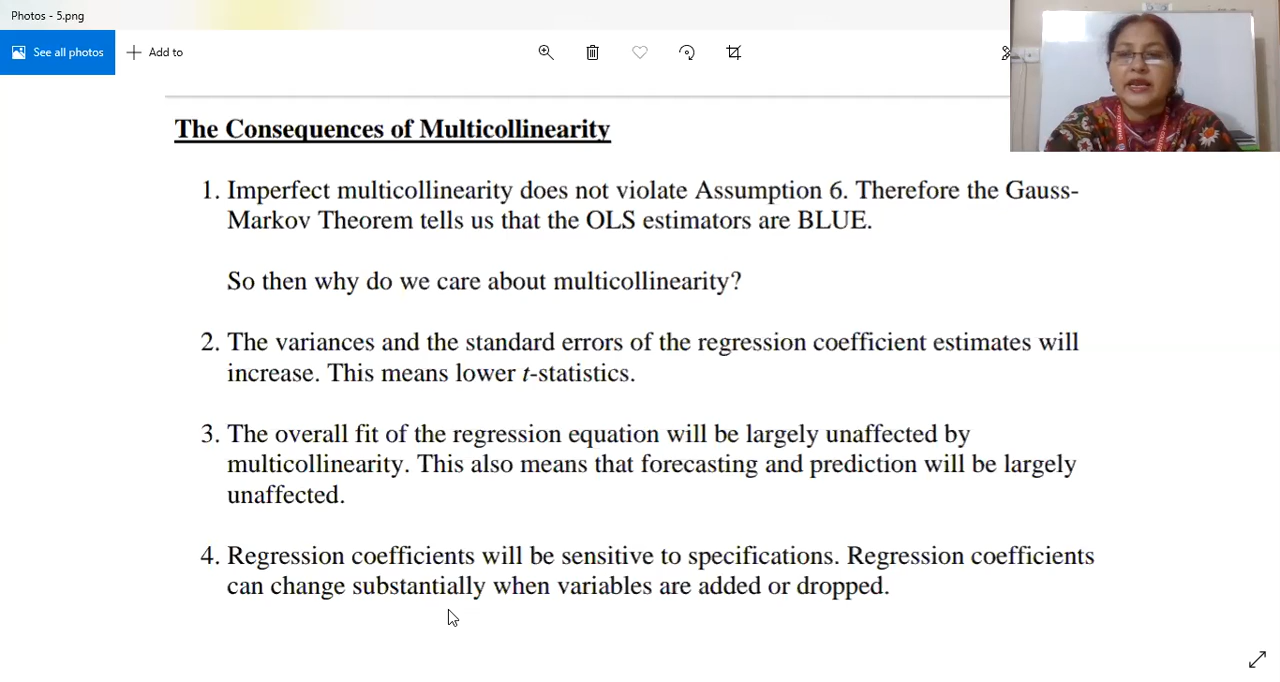 Photos - 5.png
See all photos
Add to
The Consequences of Multicollinearity
1. Imperfect multicollinearity does not violate Assumption 6. Therefore the Gauss-
Markov Theorem tells us that the OLS estimators are BLUE.
So then why do we care about multicollinearity?
2. The variances and the standard errors of the regression coefficient estimates will
increase. This means lower t-statistics.
3. The overall fit of the regression equation will be largely unaffected by
multicollinearity. This also means that forecasting and prediction will be largely
unaffected.
4. Regression coefficients will be sensitive to specifications. Regression coefficients
can change substantially when variables are added or dropped.